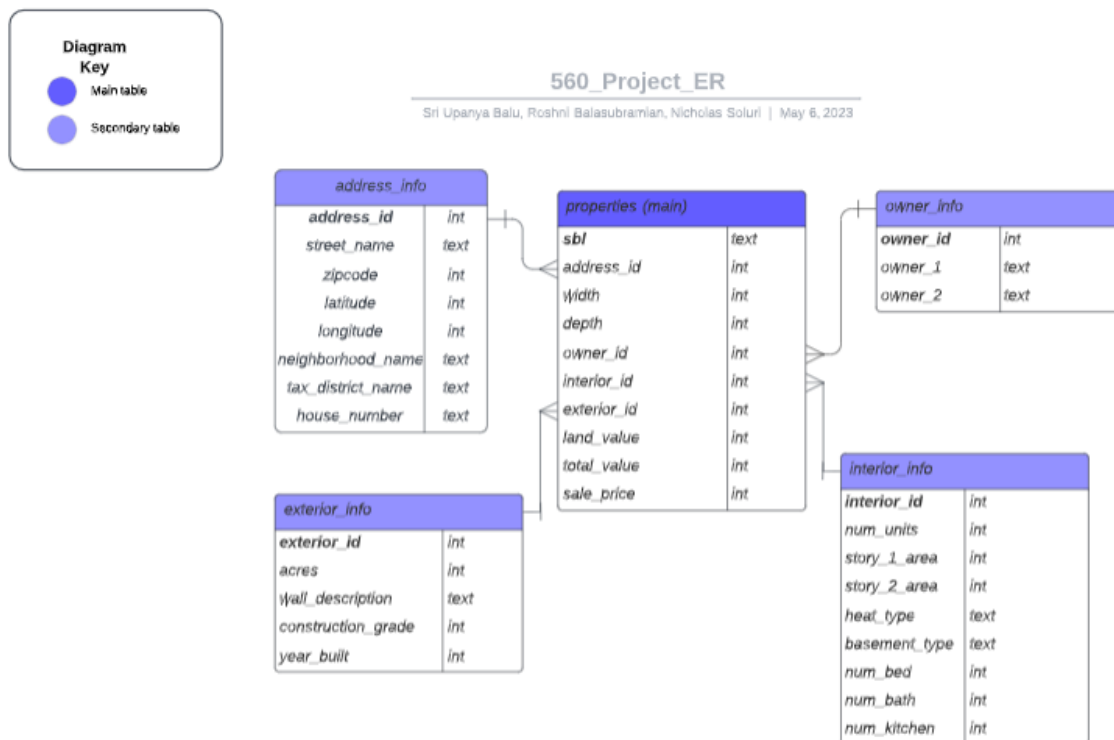 Diagram
Key
Main table
Secondary table
560_Project_ER
Sri Upanya Balu, Roshni Balasubramian, Nicholas Soluri | May 6, 2023
address_info
address_id int
street_name text
zipcode int
latitude int
longitude int
neighborhood_name text
tax_district_name text
house_number text
properties (main)
sbl text
address_id int
width int
depth int
owner_id int
interior_id int
exterior_id int
land_value int
total_value int
sale_price int
owner_info
owner_id int
owner_1 text
owner_2 text
exterior_info
exterior_id int
acres int
wall_description text
construction_grade int
year_built int
interior_info
interior_id int
num_units int
story_1_area int
story_2_area int
heat_type text
basement_type text
num_bed int
num_bath int
num_kitchen int